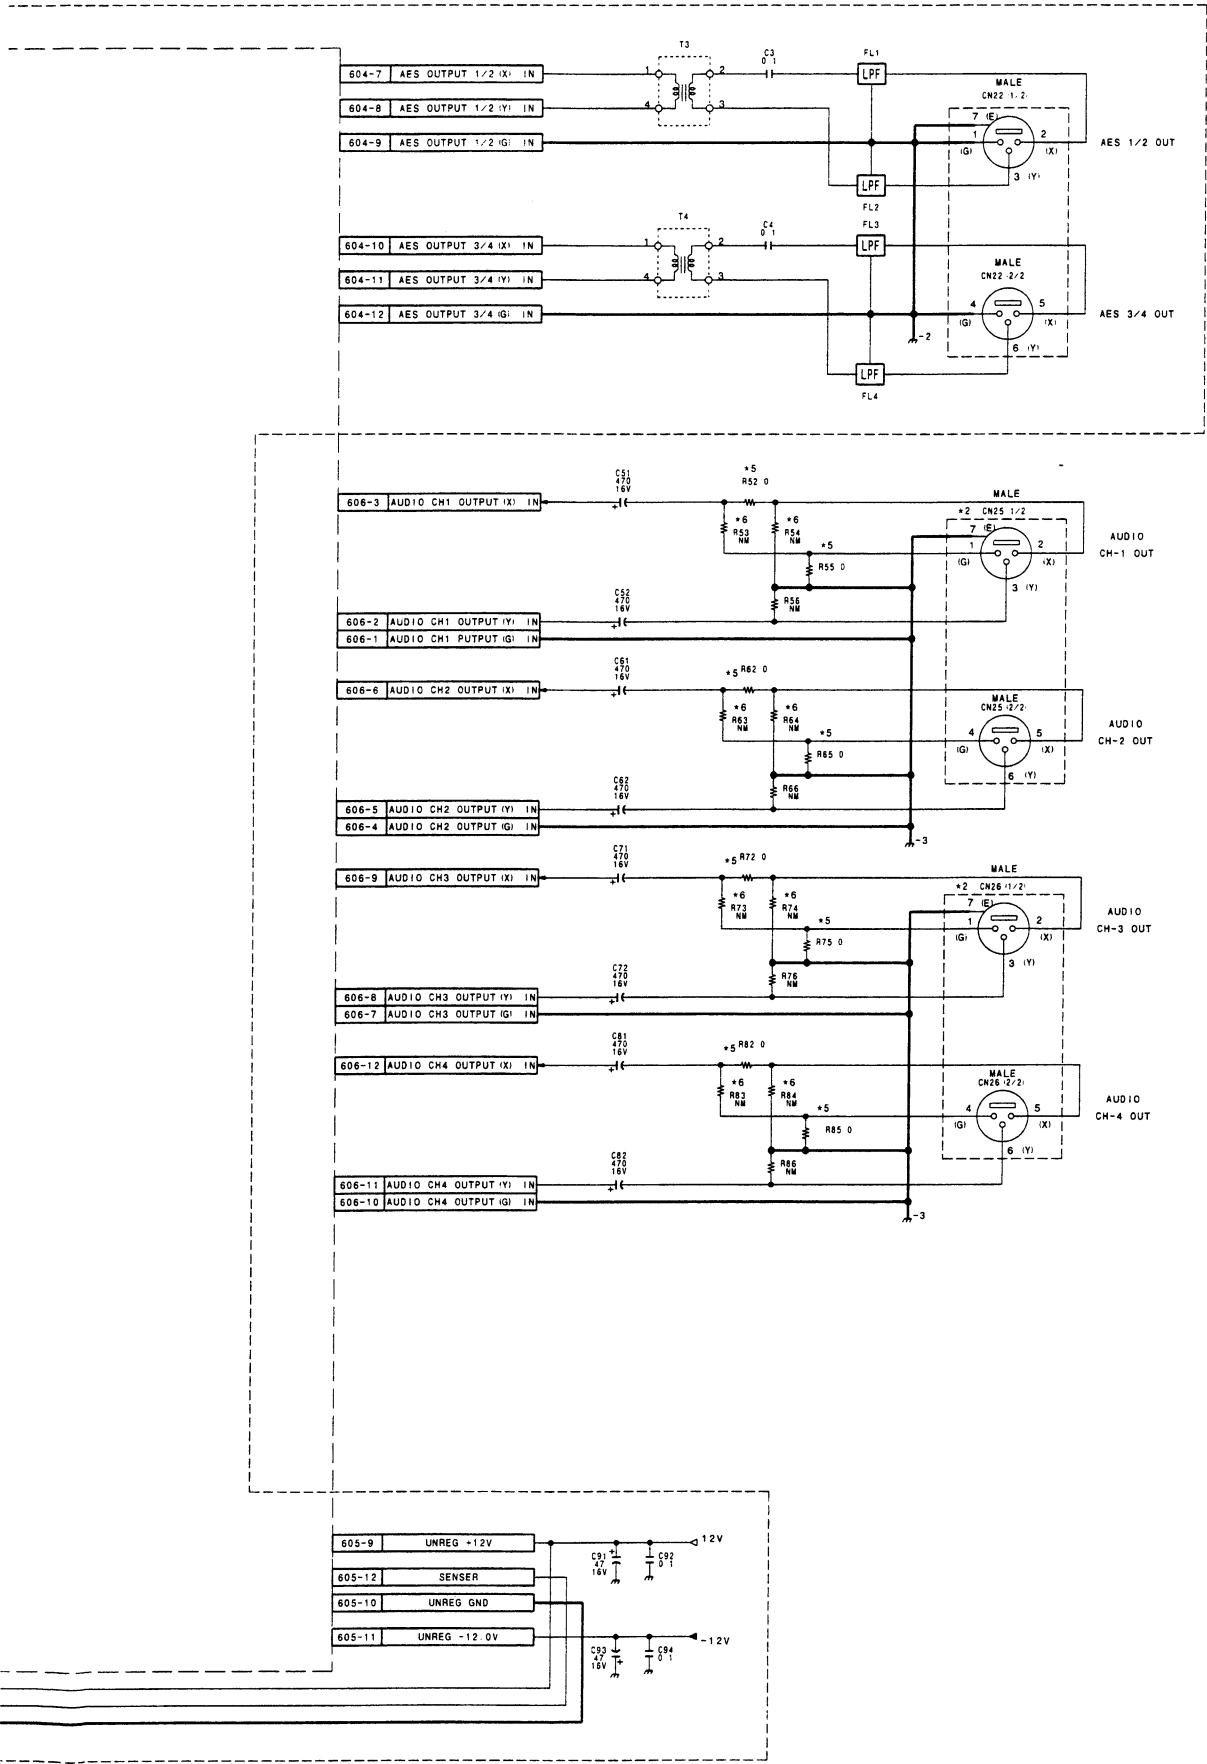 T3
C3
0 1
FL1
604-7 AES OUTPUT 1/2 (X) IN
1 2
LPF
MALE
CN22 (1/2)
604-8 AES OUTPUT 1/2 (Y) IN
4 3
7 (E)
1 2
604-9 AES OUTPUT 1/2 (G) IN
(G) (X)
AES 1/2 OUT
3 (Y)
LPF
FL2
T4
C4
0 1
FL3
604-10 AES OUTPUT 3/4 (X) IN
1 2
LPF
MALE
CN22 2/2
604-11 AES OUTPUT 3/4 (Y) IN
4 3
4 5
604-12 AES OUTPUT 3/4 (G) IN
(G) (X)
AES 3/4 OUT
-2
6 (Y)
LPF
FL4
C51
470
16V
*5
R52 0
606-3 AUDIO CH1 OUTPUT (X) IN
+
MALE
*2 CN25 1/2
*6
R53
NM
*6
R54
NM
7 (E)
1 2
*5
(G) (X)
R55 0
AUDIO
CH-1 OUT
3 (Y)
C52
470
16V
R56
NM
606-2 AUDIO CH1 OUTPUT (Y) IN
+
606-1 AUDIO CH1 PUTPUT (G) IN
C61
470
16V
*5 R62 0
606-6 AUDIO CH2 OUTPUT (X) IN
+
MALE
CN25 (2/2)
*6
R63
NM
*6
R64
NM
4 5
*5
(G) (X)
R65 0
AUDIO
CH-2 OUT
6 (Y)
C62
470
16V
R66
NM
606-5 AUDIO CH2 OUTPUT (Y) IN
+
606-4 AUDIO CH2 OUTPUT (G) IN
-3
C71
470
16V
*5 R72 0
606-9 AUDIO CH3 OUTPUT (X) IN
+
MALE
*2 CN26 (1/2)
*6
R73
NM
*6
R74
NM
7 (E)
1 2
*5
(G) (X)
R75 0
AUDIO
CH-3 OUT
3 (Y)
C72
470
16V
R76
NM
606-8 AUDIO CH3 OUTPUT (Y) IN
+
606-7 AUDIO CH3 OUTPUT (G) IN
C81
470
16V
*5 R82 0
606-12 AUDIO CH4 OUTPUT (X) IN
+
MALE
CN26 (2/2)
*6
R83
NM
*6
R84
NM
4 5
*5
(G) (X)
R85 0
AUDIO
CH-4 OUT
6 (Y)
C82
470
16V
R86
NM
606-11 AUDIO CH4 OUTPUT (Y) IN
+
606-10 AUDIO CH4 OUTPUT (G) IN
-3
605-9 UNREG +12V
12V
C91
47
16V
+
C92
0 1
605-12 SENSER
605-10 UNREG GND
605-11 UNREG -12.0V
-12V
C93
47
16V
+
C94
0 1